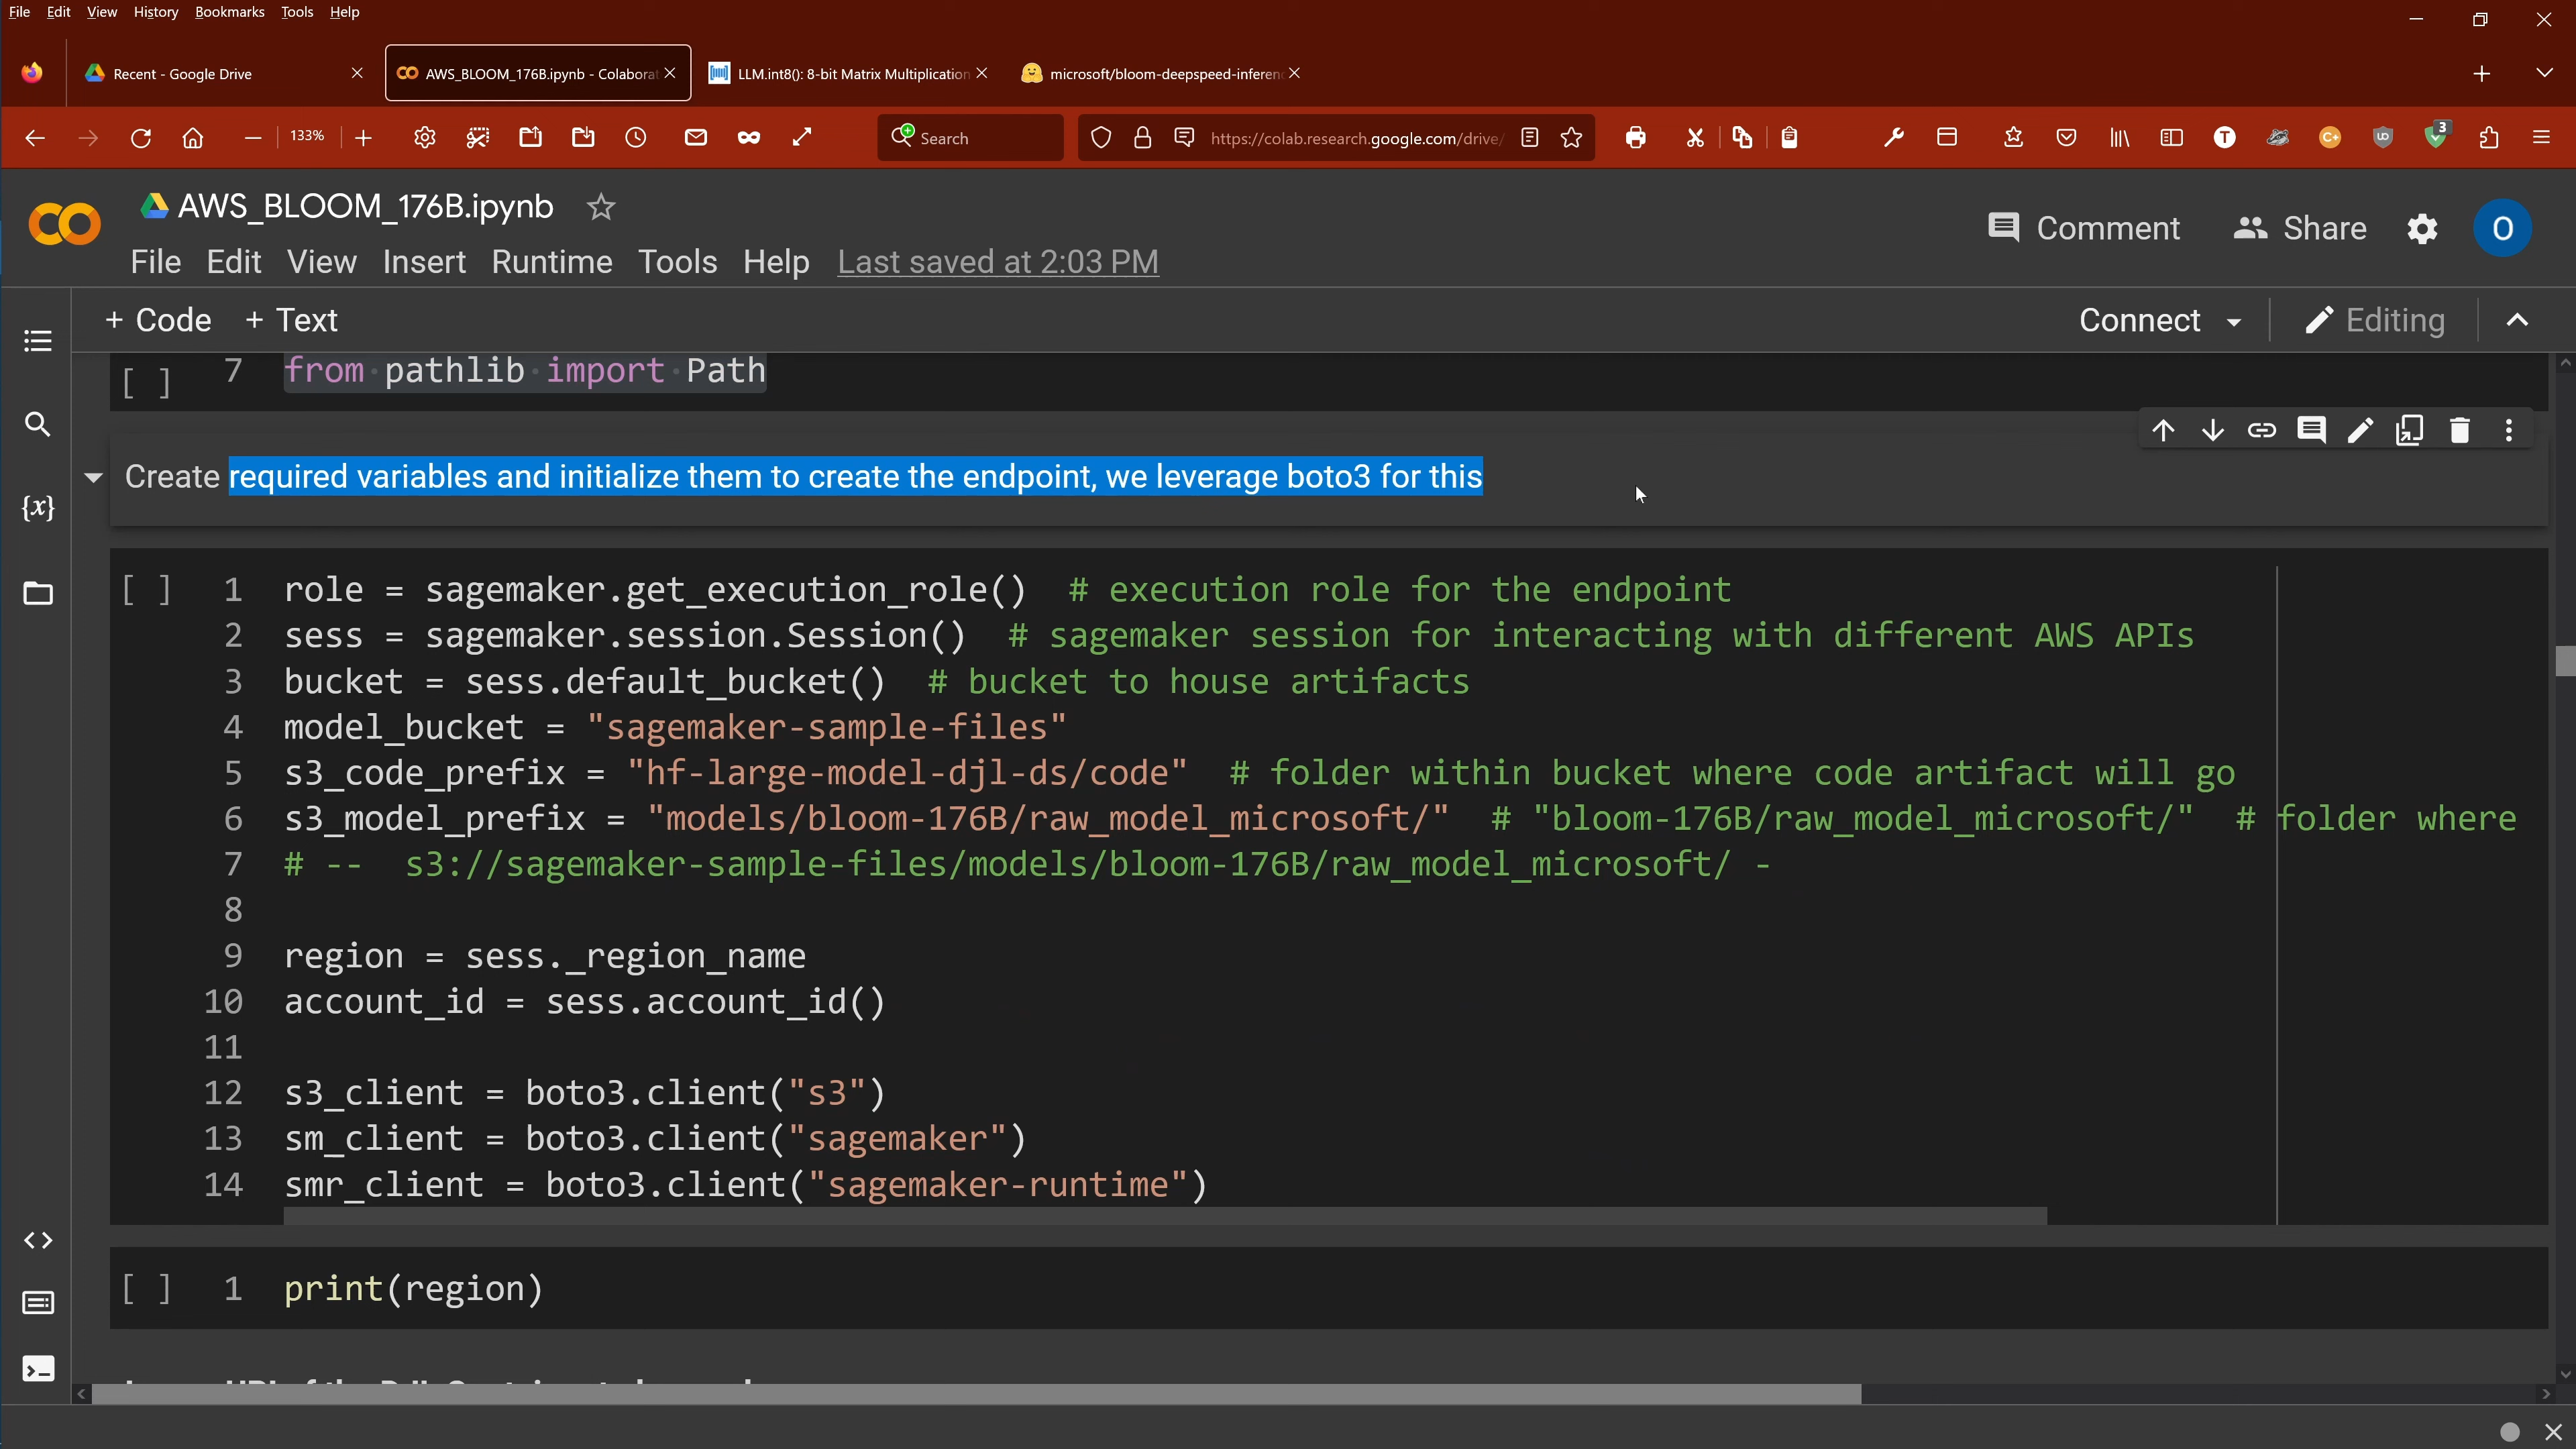 File Edit View History Bookmarks Tools Help
Recent - Google Drive
AWS_BLOOM_176B.ipynb - Colaborat
LLM.int8(): 8-bit Matrix Multiplication
microsoft/bloom-deepspeed-inferenc
133%
Search
https://colab.research.google.com/drive/
3
AWS_BLOOM_176B.ipynb
Comment
Share
O
File Edit View Insert Runtime Tools Help Last saved at 2:03 PM
+ Code + Text
Connect
Editing
[ ] 7 from pathlib import Path
Create required variables and initialize them to create the endpoint, we leverage boto3 for this
{x}
[ ] 1 role = sagemaker.get_execution_role()  # execution role for the endpoint
2 sess = sagemaker.session.Session()  # sagemaker session for interacting with different AWS APIs
3 bucket = sess.default_bucket()  # bucket to house artifacts
4 model_bucket = "sagemaker-sample-files"
5 s3_code_prefix = "hf-large-model-djl-ds/code"  # folder within bucket where code artifact will go
6 s3_model_prefix = "models/bloom-176B/raw_model_microsoft/"  # "bloom-176B/raw_model_microsoft/"  # folder where
7 # --  s3://sagemaker-sample-files/models/bloom-176B/raw_model_microsoft/ -
8
9 region = sess._region_name
10 account_id = sess.account_id()
11
12 s3_client = boto3.client("s3")
13 sm_client = boto3.client("sagemaker")
14 smr_client = boto3.client("sagemaker-runtime")
[ ] 1 print(region)